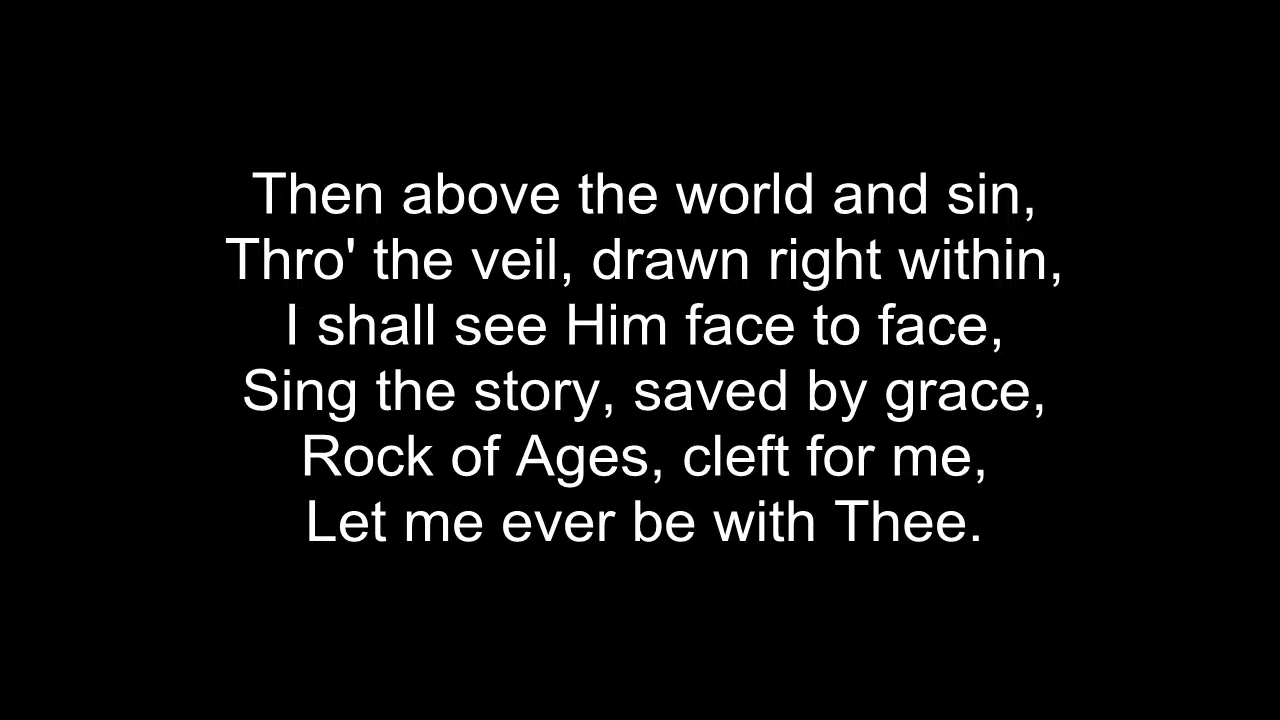 Then above the world and sin,
Thro' the veil, drawn right within,
I shall see Him face to face,
Sing the story, saved by grace,
Rock of Ages, cleft for me,
Let me ever be with Thee.